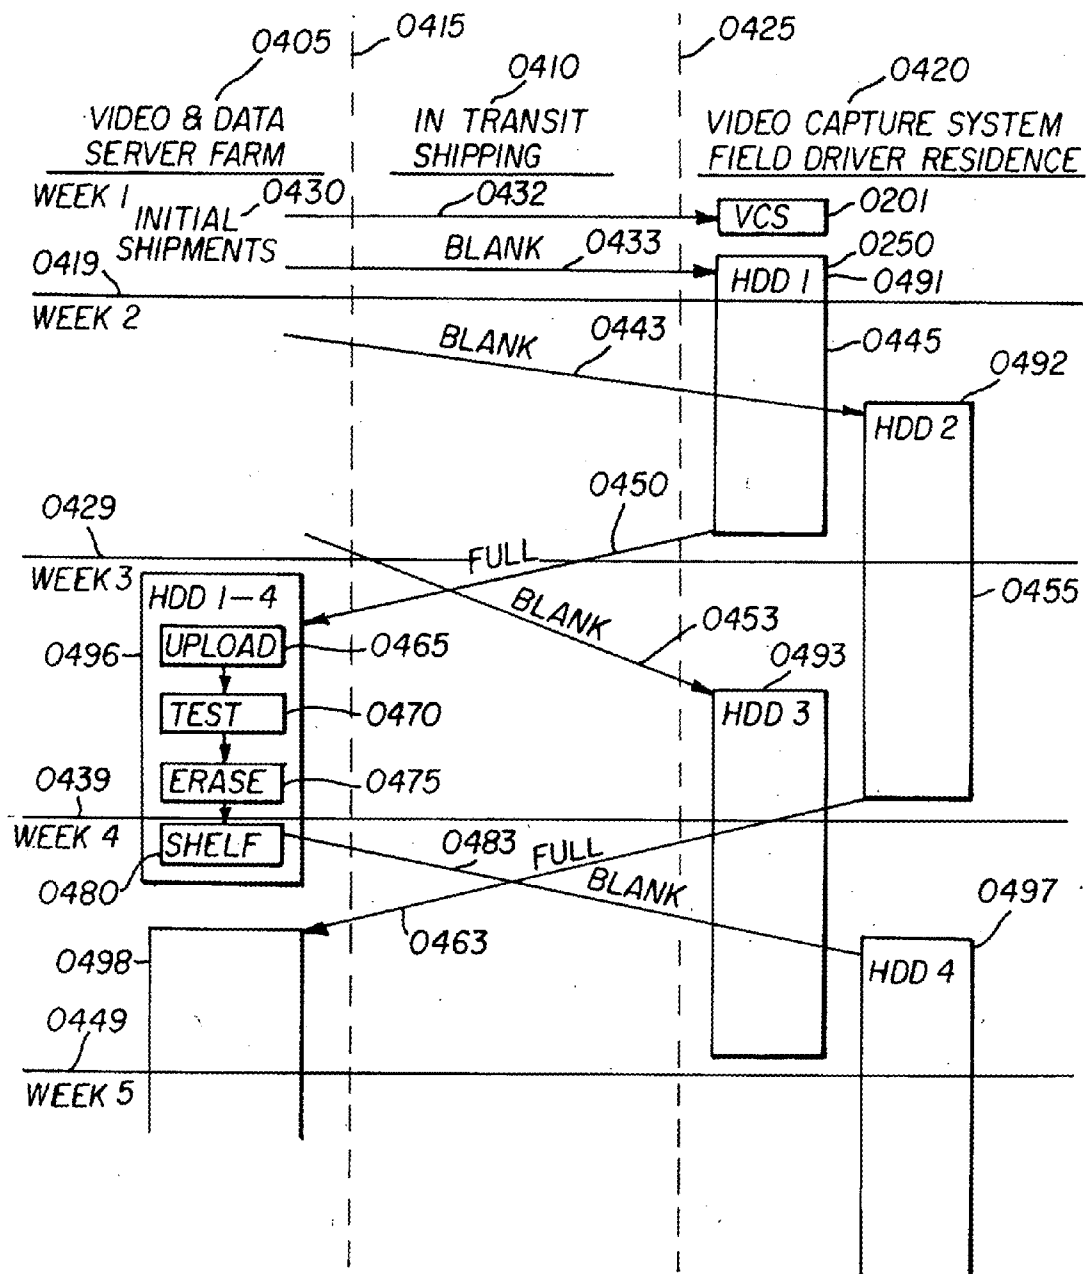 0415
0425
0405
0410
0420
VIDEO & DATA
SERVER FARM
IN TRANSIT
SHIPPING
VIDEO CAPTURE SYSTEM
FIELD DRIVER RESIDENCE
WEEK 1
0430
INITIAL
SHIPMENTS
0432
VCS
0201
0419
BLANK
0433
HDD 1
0250
0491
WEEK 2
BLANK
0443
0445
0492
HDD 2
0429
0450
FULL
WEEK 3
HDD 1-4
0455
BLANK
0453
0496
UPLOAD
0465
0493
TEST
0470
HDD 3
0439
ERASE
0475
WEEK 4
SHELF
0483
FULL
0480
BLANK
0497
0463
0498
HDD 4
0449
WEEK 5